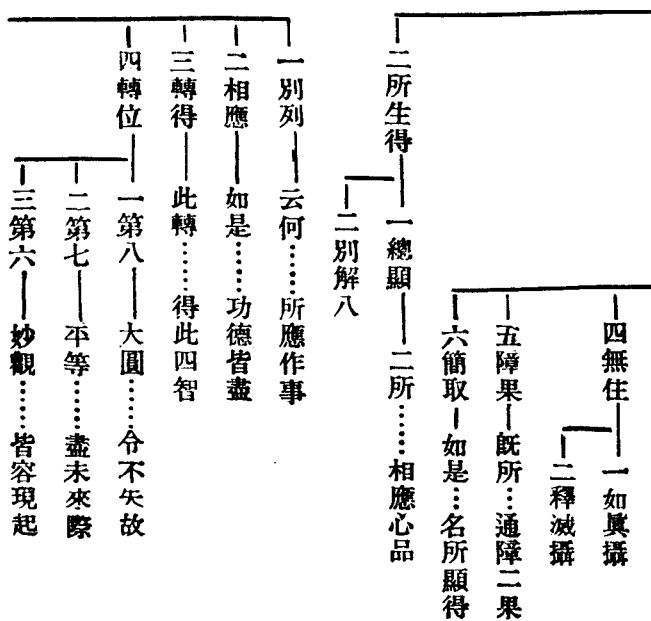 四無住
一如眞攝
二釋滅攝
五障果 旣所…通障二果
六簡取 如是…名所顯得
二所生得
一總顯 二所……相應心品
二別解八
一別列 云何……所應作事
二相應 如是……功德皆盡
三轉得 此轉……得此四智
四轉位
一第八 大圓……令不失故
二第七 平等……盡未來際
三第六 妙觀……皆容現起